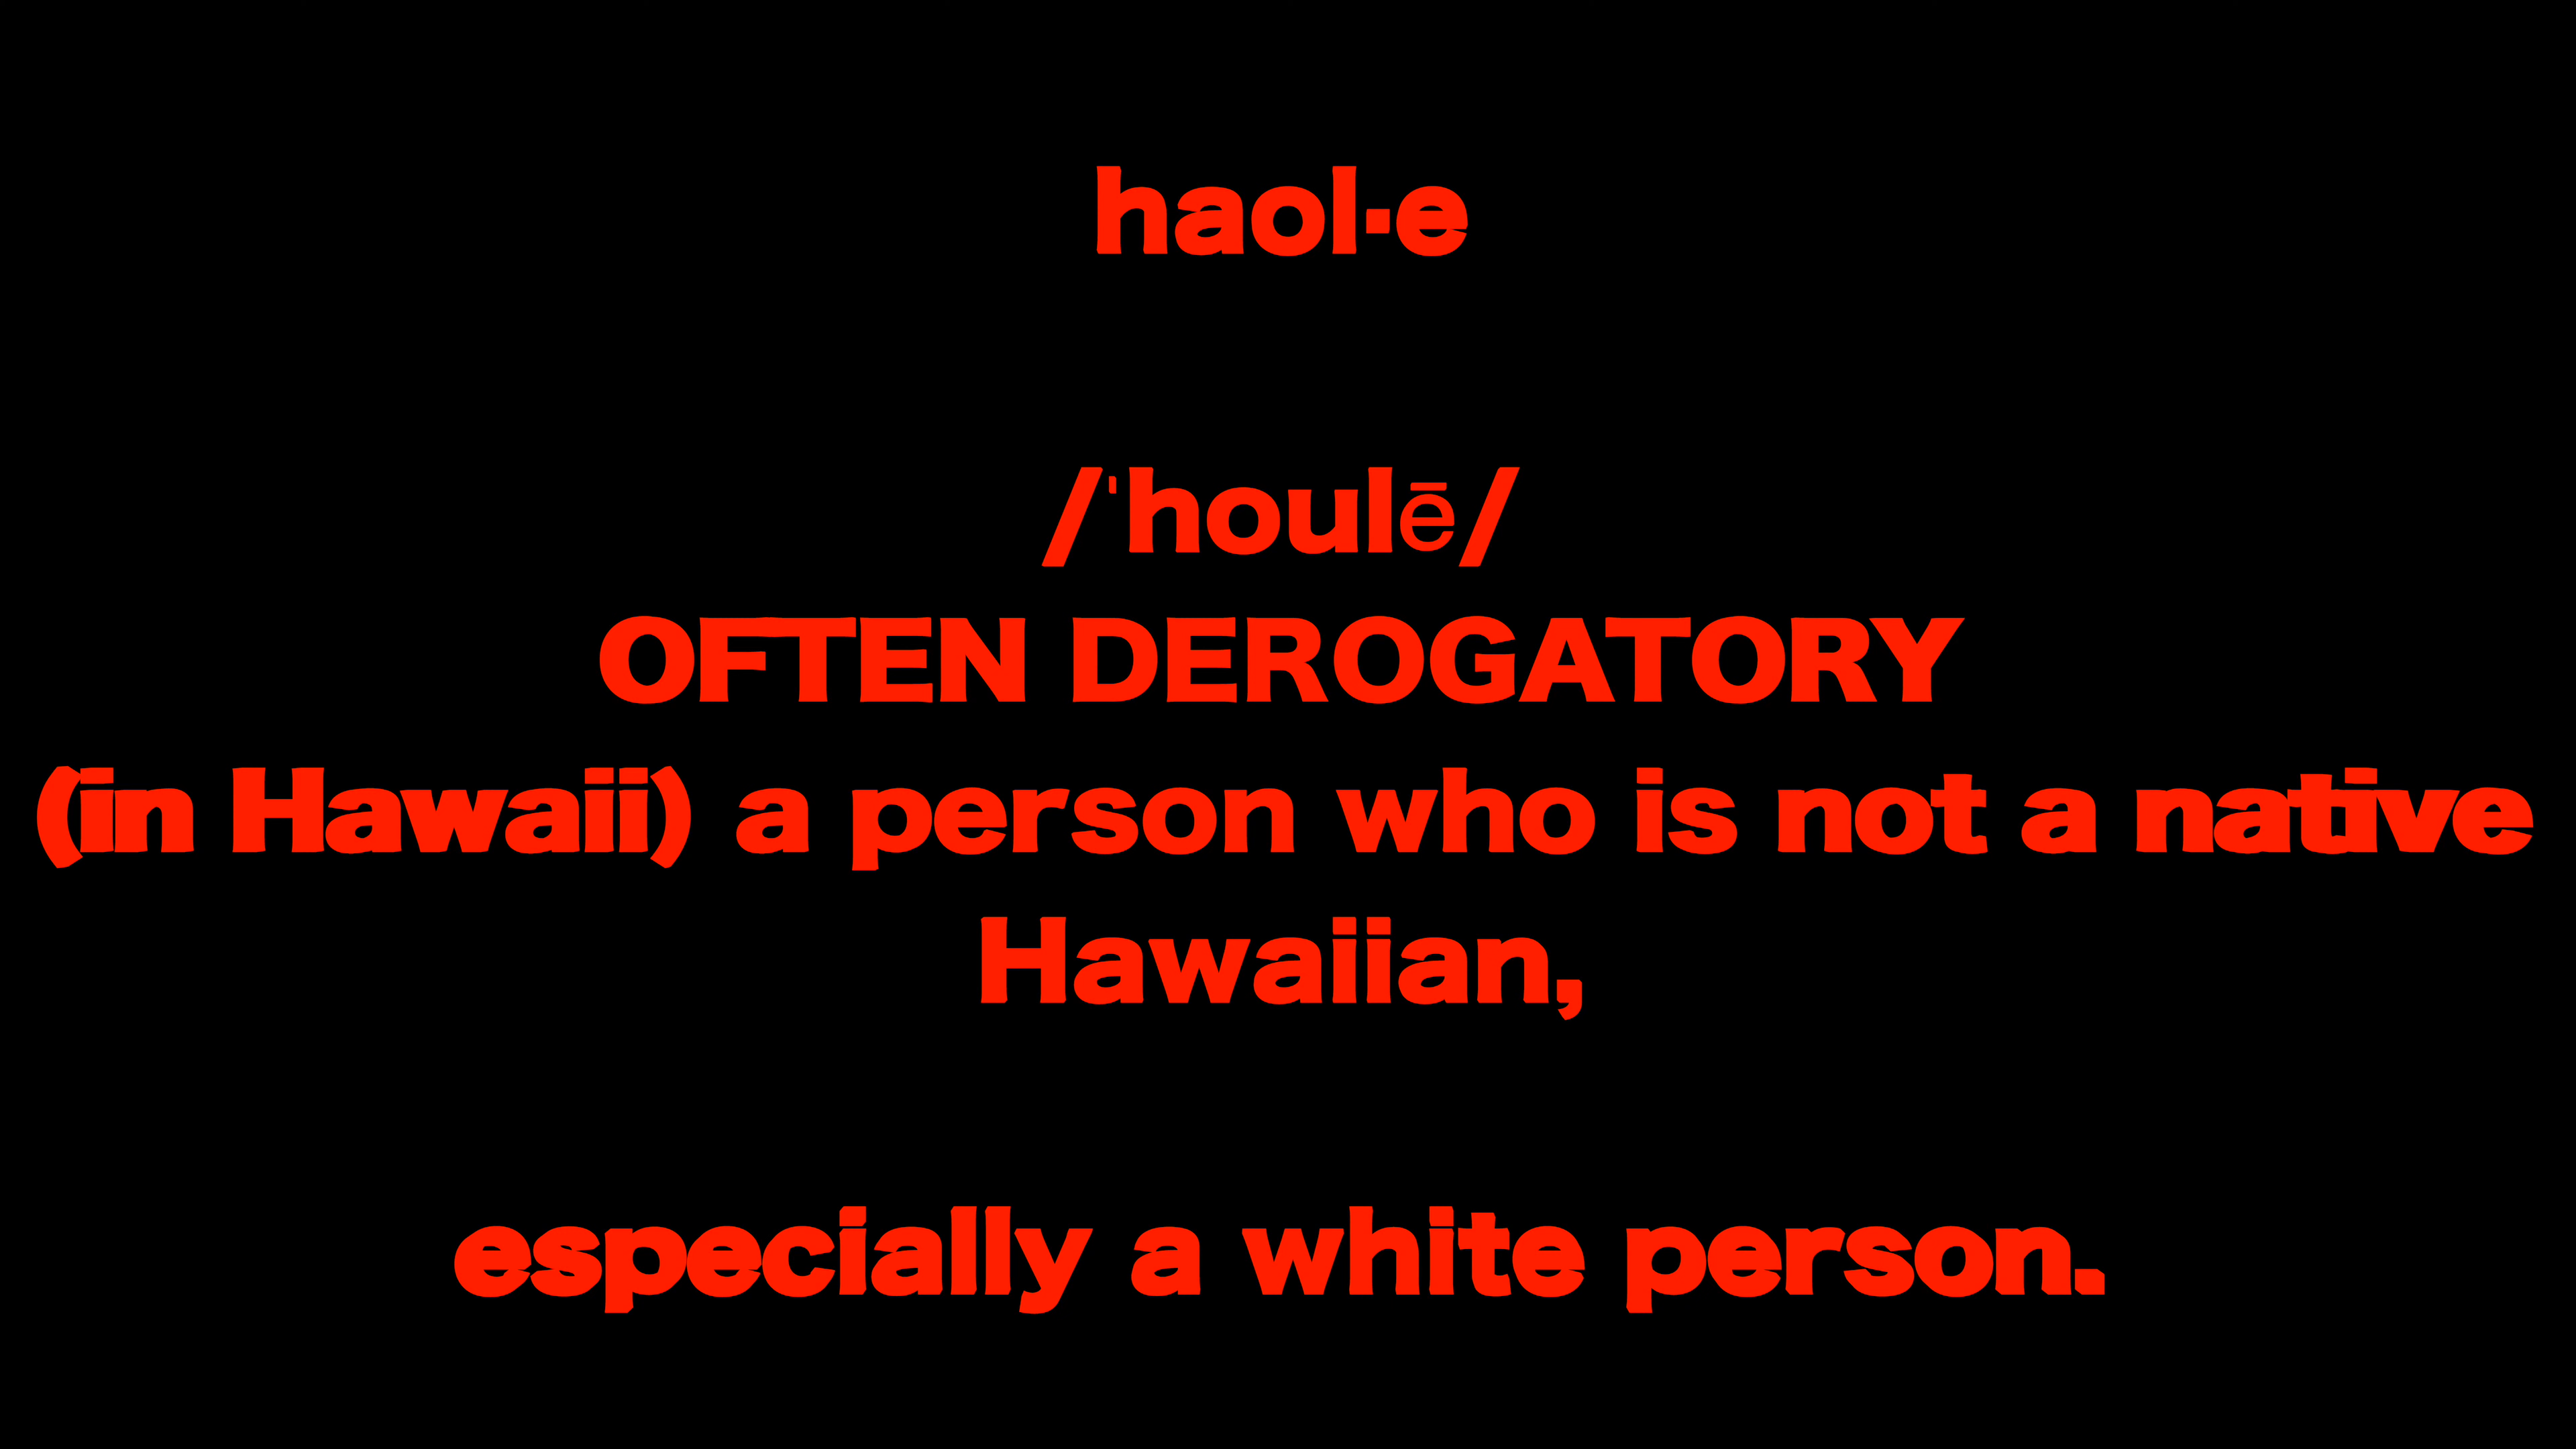 haol·e
/ˈhoulē/
OFTEN DEROGATORY
(in Hawaii) a person who is not a native
Hawaiian,
especially a white person.